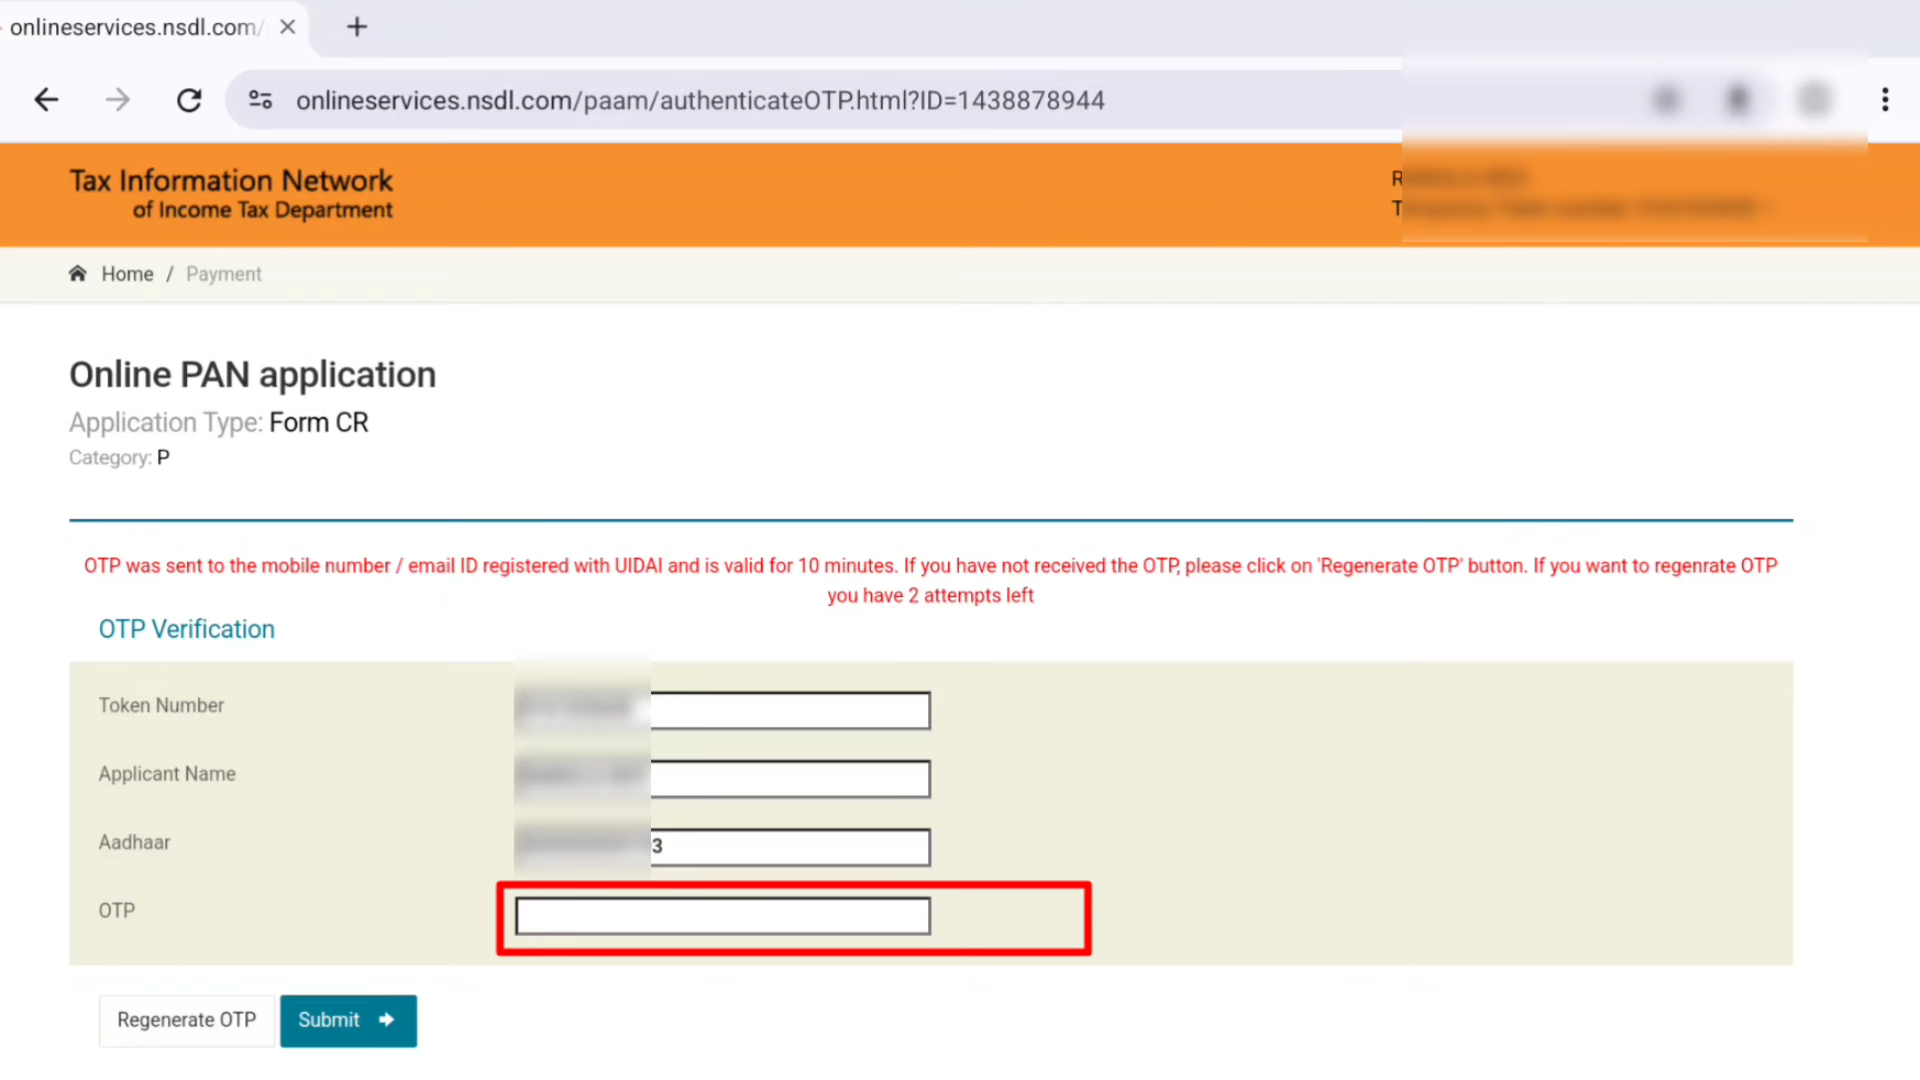 onlineservices.nsdl.com/
onlineservices.nsdl.com/paam/authenticateOTP.html?ID=1438878944
Tax Information Network
of Income Tax Department
Home / Payment
Online PAN application
Application Type: Form CR
Category: P
OTP was sent to the mobile number / email ID registered with UIDAI and is valid for 10 minutes. If you have not received the OTP, please click on 'Regenerate OTP' button. If you want to regenrate OTP
you have 2 attempts left
OTP Verification
Token Number
Applicant Name
Aadhaar 3
OTP
Regenerate OTP Submit